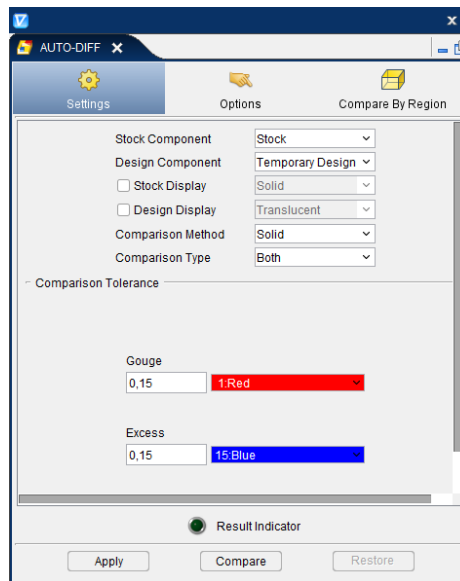 AUTO-DIFF
Settings
Options
Compare By Region
Stock Component Stock
Design Component Temporary Design
Stock Display Solid
Design Display Translucent
Comparison Method Solid
Comparison Type Both
Comparison Tolerance
Gouge
0,15 1:Red
Excess
0,15 15:Blue
Result Indicator
Apply Compare Restore